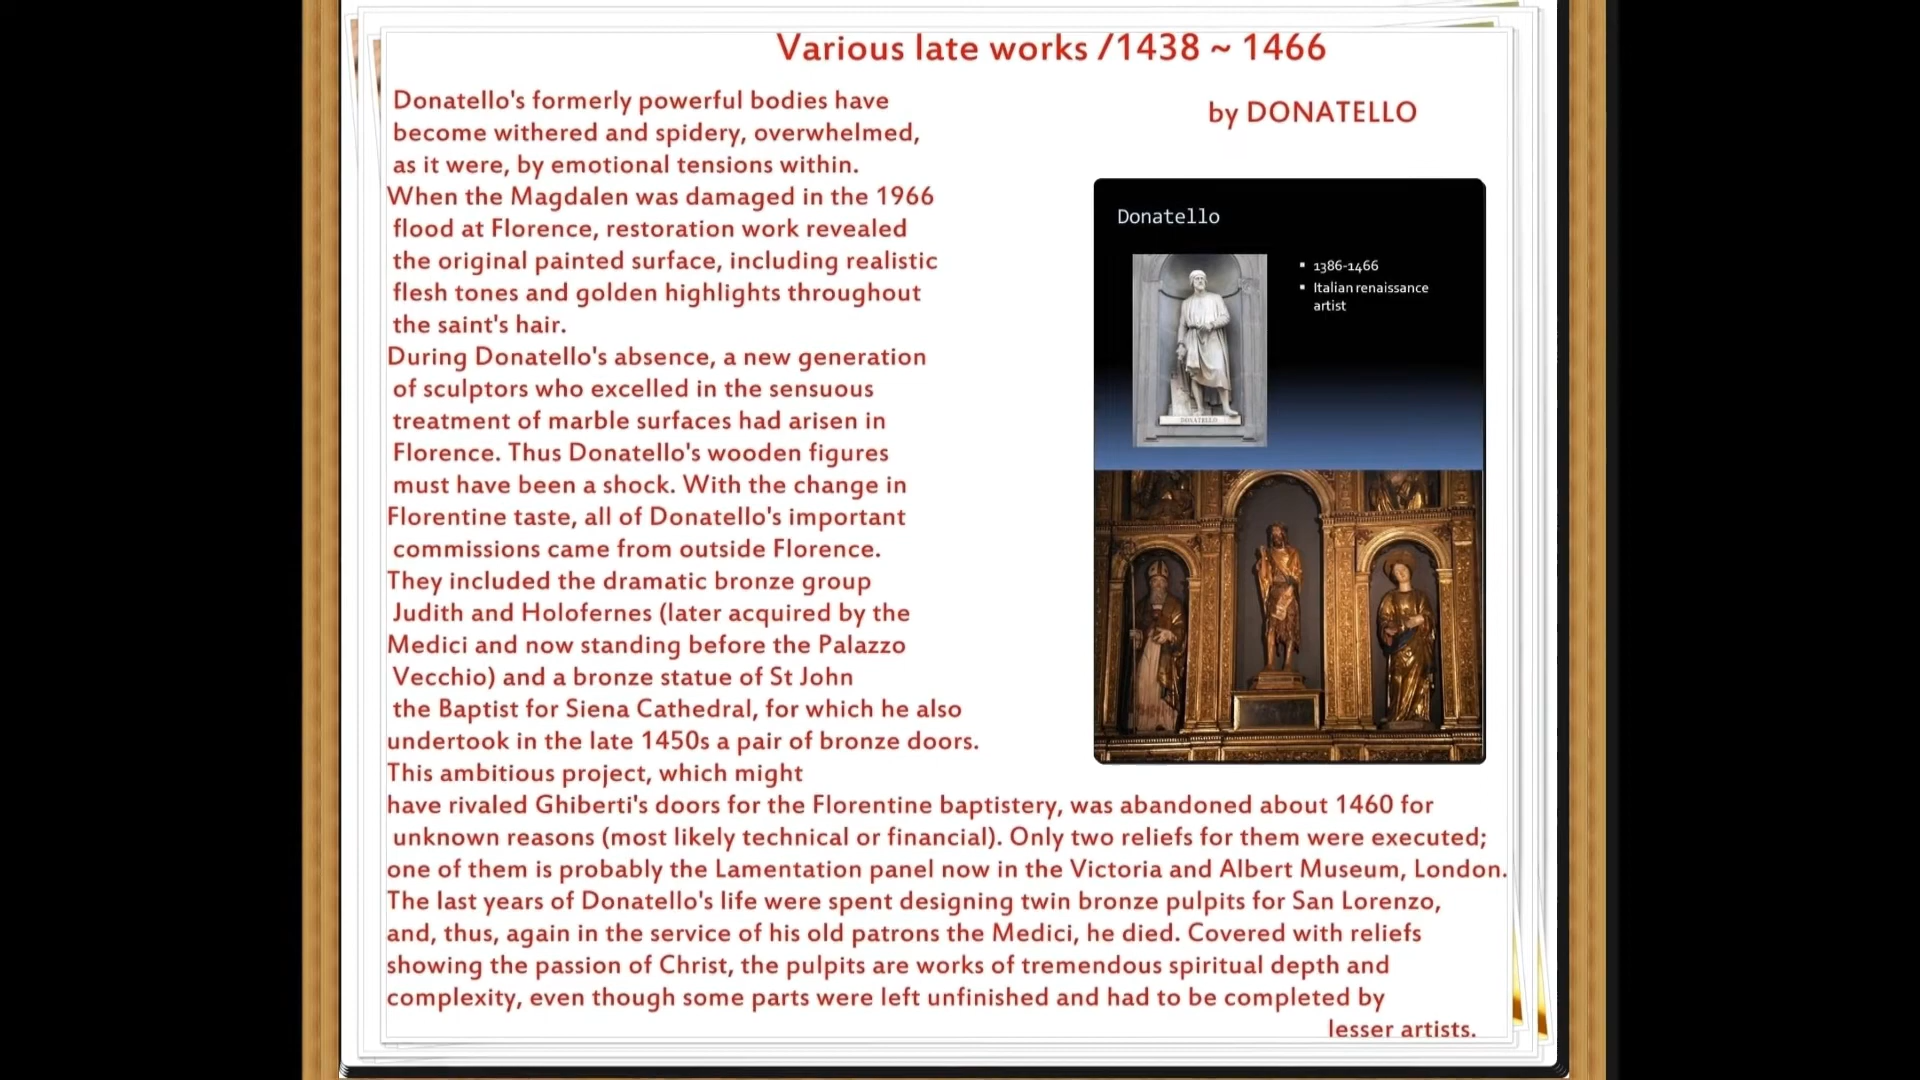 Various late works /1438 ~ 1466
by DONATELLO
Donatello's formerly powerful bodies have
become withered and spidery, overwhelmed,
as it were, by emotional tensions within.
When the Magdalen was damaged in the 1966
flood at Florence, restoration work revealed
the original painted surface, including realistic
flesh tones and golden highlights throughout
the saint's hair.
During Donatello's absence, a new generation
of sculptors who excelled in the sensuous
treatment of marble surfaces had arisen in
Florence. Thus Donatello's wooden figures
must have been a shock. With the change in
Florentine taste, all of Donatello's important
commissions came from outside Florence.
They included the dramatic bronze group
Judith and Holofernes (later acquired by the
Medici and now standing before the Palazzo
Vecchio) and a bronze statue of St John
the Baptist for Siena Cathedral, for which he also
undertook in the late 1450s a pair of bronze doors.
This ambitious project, which might
have rivaled Ghiberti's doors for the Florentine baptistery, was abandoned about 1460 for
unknown reasons (most likely technical or financial). Only two reliefs for them were executed;
one of them is probably the Lamentation panel now in the Victoria and Albert Museum, London.
The last years of Donatello's life were spent designing twin bronze pulpits for San Lorenzo,
and, thus, again in the service of his old patrons the Medici, he died. Covered with reliefs
showing the passion of Christ, the pulpits are works of tremendous spiritual depth and
complexity, even though some parts were left unfinished and had to be completed by
lesser artists.
Donatello
▪ 1386-1466
▪ Italian renaissance
artist
DONATELLO